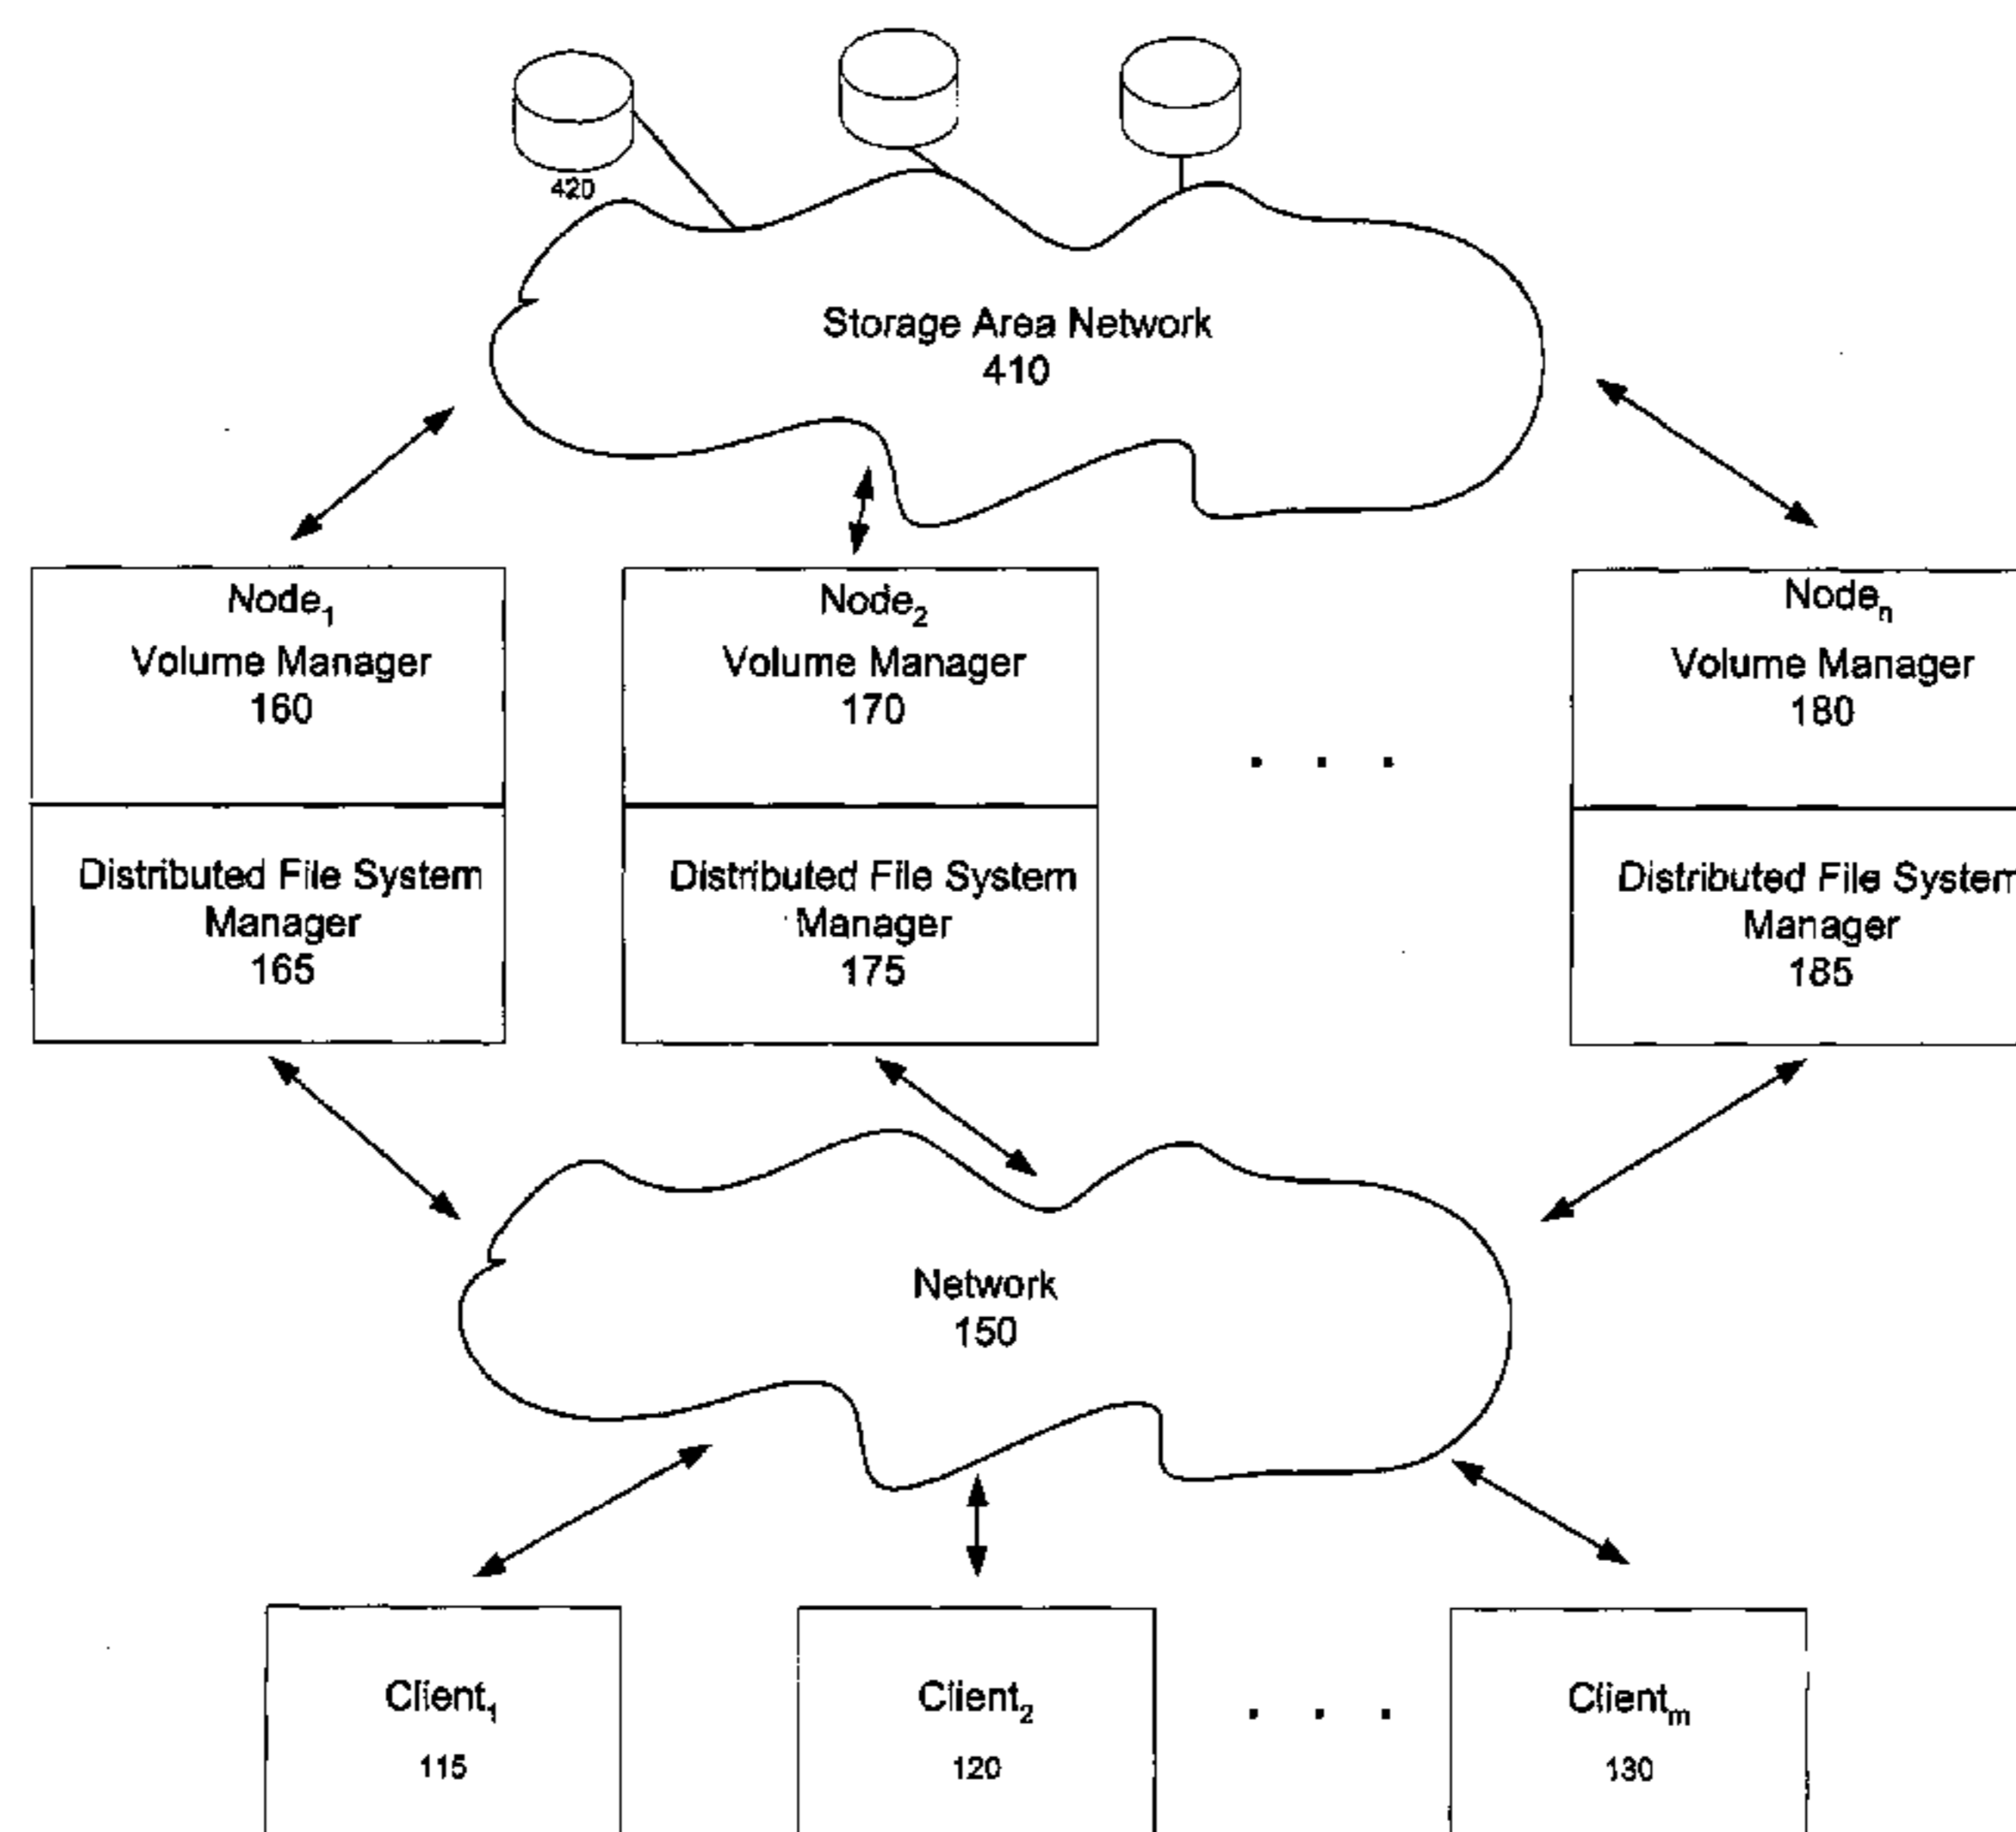 420
Storage Area Network
410
Node₁
Volume Manager
160
Distributed File System
Manager
165
Node₂
Volume Manager
170
Distributed File System
Manager
175
. . .
Nodeₙ
Volume Manager
180
Distributed File System
Manager
185
Network
150
Client₁
115
Client₂
120
. . .
Clientₘ
130